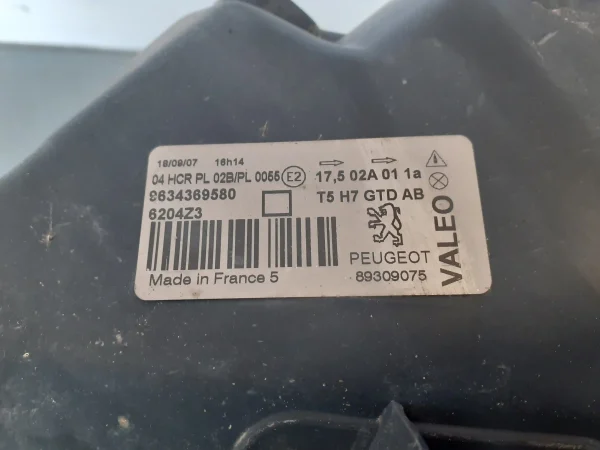 18/09/07 16h14
04 HCR PL 02B/PL 0055 E2 17,5 02A 01 1a
9634369580 T5 H7 GTD AB
6204Z3
PEUGEOT
Made in France 5 89309075
VALEO